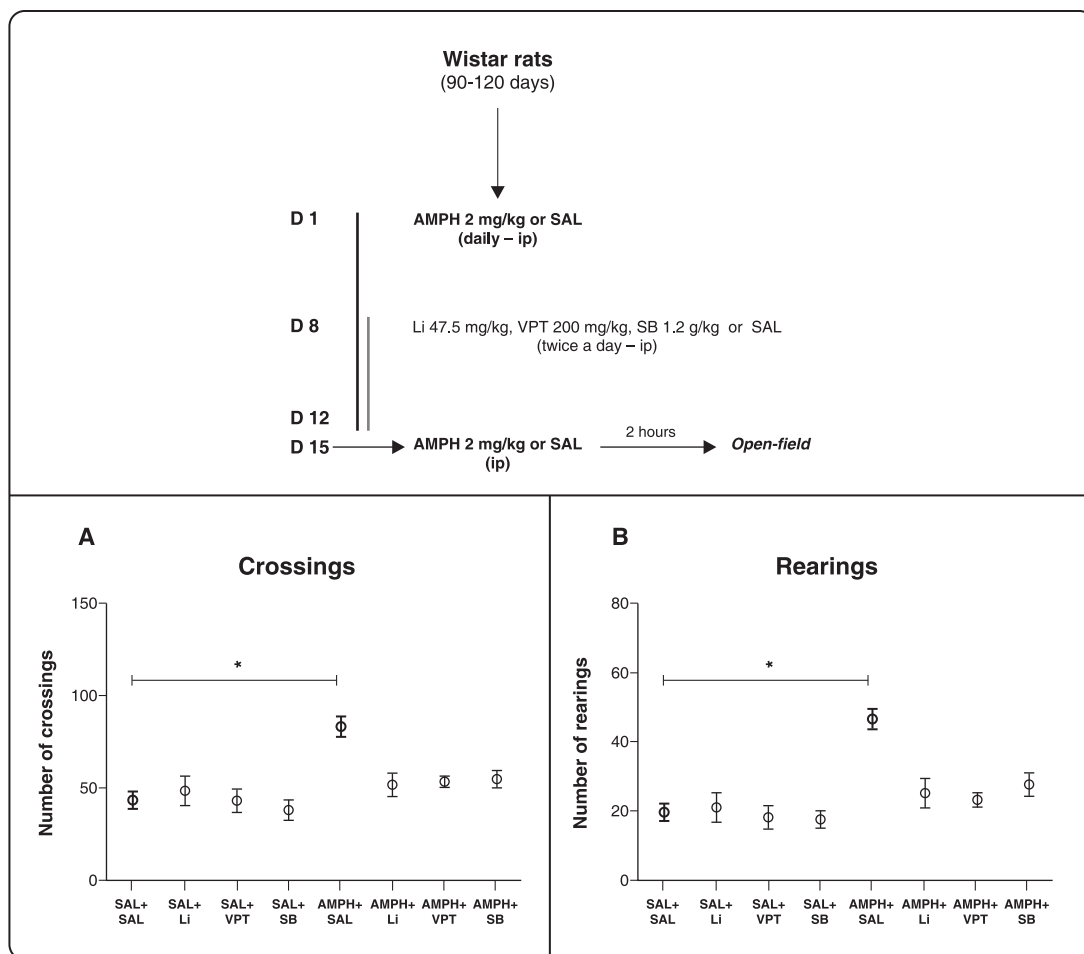 Wistar rats
(90-120 days)
D 1
AMPH 2 mg/kg or SAL
(daily – ip)
D 8
Li 47.5 mg/kg, VPT 200 mg/kg, SB 1.2 g/kg or SAL
(twice a day – ip)
D 12
D 15
AMPH 2 mg/kg or SAL
(ip)
2 hours
Open-field
A
Crossings
Number of crossings
150
100
50
0
*
SAL+ SAL+ SAL+ SAL+ AMPH+ AMPH+ AMPH+ AMPH+
SAL Li VPT SB SAL Li VPT SB
B
Rearings
Number of rearings
80
60
40
20
0
*
SAL+ SAL+ SAL+ SAL+ AMPH+ AMPH+ AMPH+ AMPH+
SAL Li VPT SB SAL Li VPT SB